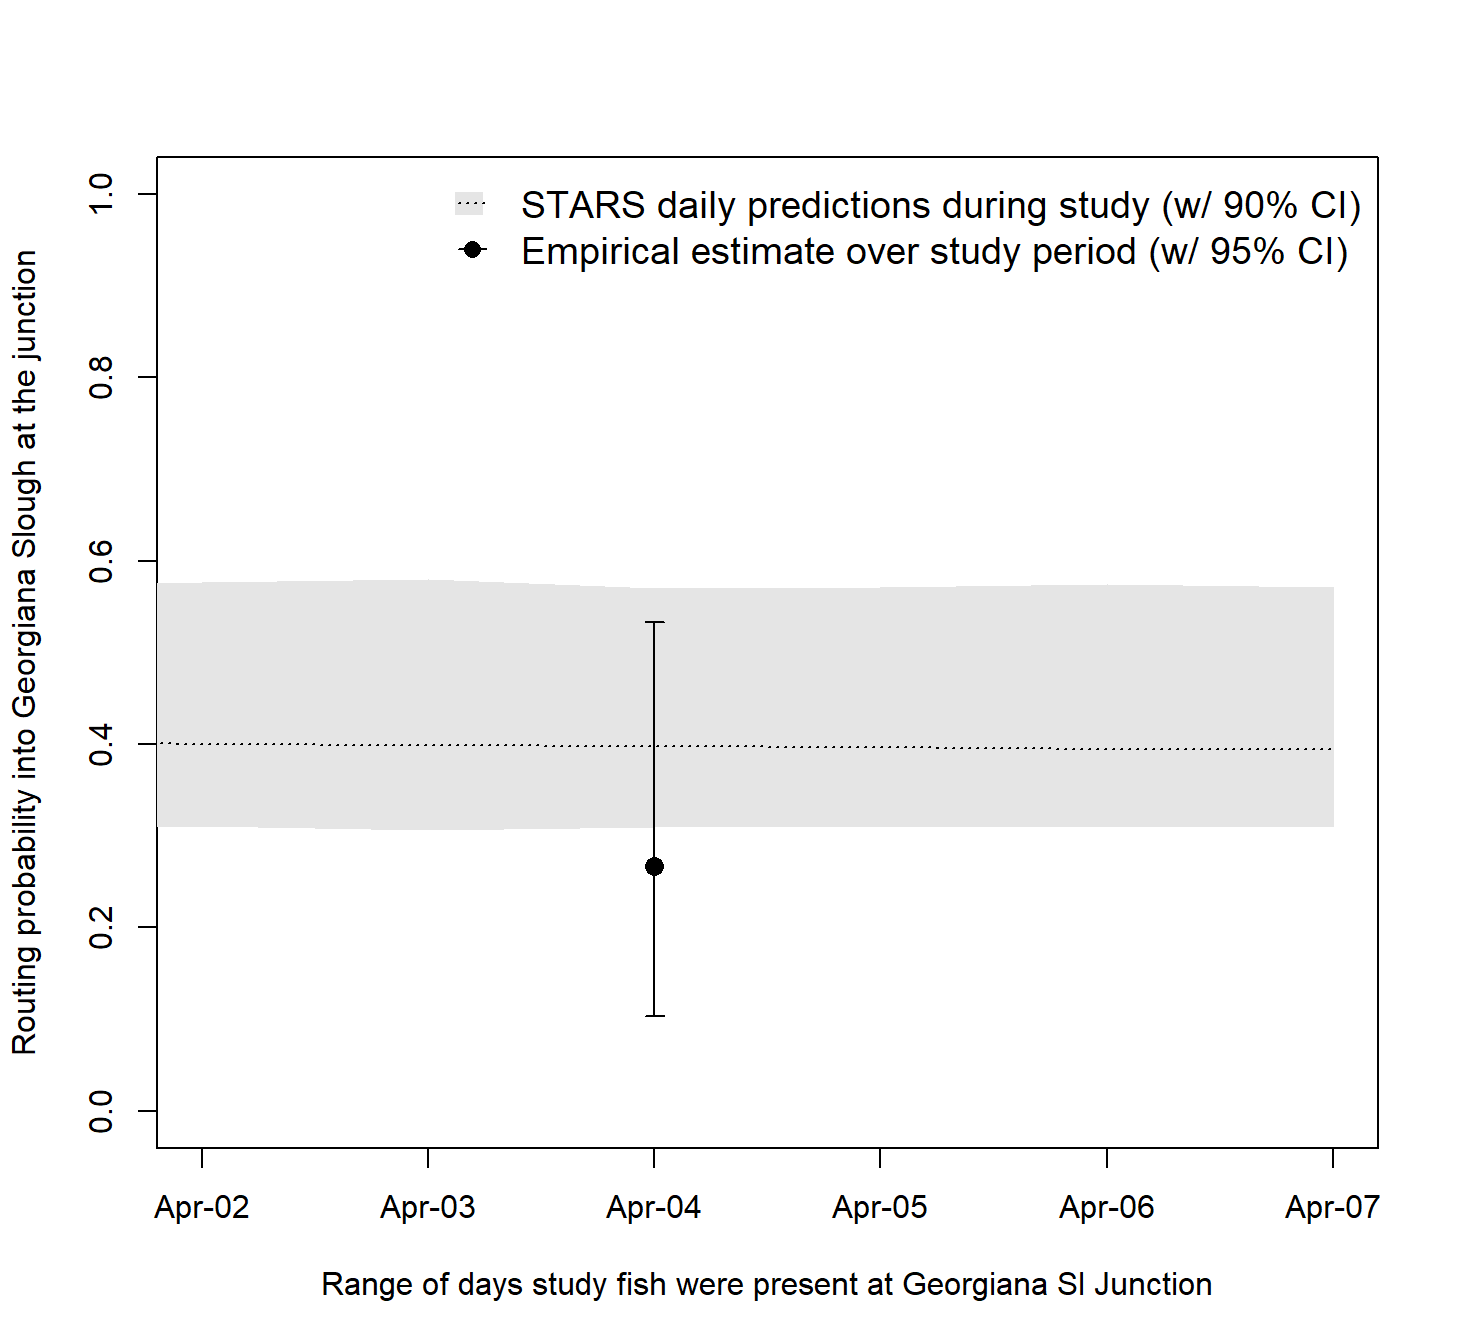 STARS daily predictions during study (w/ 90% CI)
Empirical estimate over study period (w/ 95% CI)
Routing probability into Georgiana Slough at the junction
1.0
0.8
0.6
0.4
0.2
0.0
Apr-02 Apr-03 Apr-04 Apr-05 Apr-06 Apr-07
Range of days study fish were present at Georgiana Sl Junction